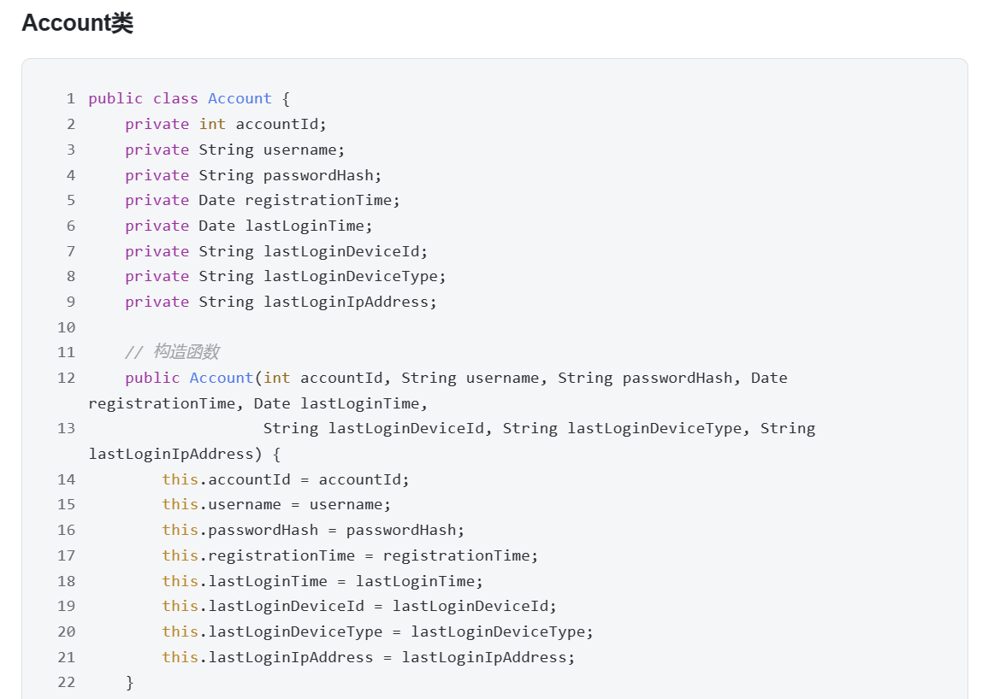 Account类
1 public class Account {
2     private int accountId;
3     private String username;
4     private String passwordHash;
5     private Date registrationTime;
6     private Date lastLoginTime;
7     private String lastLoginDeviceId;
8     private String lastLoginDeviceType;
9     private String lastLoginIpAddress;
10
11     // 构造函数
12     public Account(int accountId, String username, String passwordHash, Date
registrationTime, Date lastLoginTime,
13                    String lastLoginDeviceId, String lastLoginDeviceType, String
lastLoginIpAddress) {
14         this.accountId = accountId;
15         this.username = username;
16         this.passwordHash = passwordHash;
17         this.registrationTime = registrationTime;
18         this.lastLoginTime = lastLoginTime;
19         this.lastLoginDeviceId = lastLoginDeviceId;
20         this.lastLoginDeviceType = lastLoginDeviceType;
21         this.lastLoginIpAddress = lastLoginIpAddress;
22     }